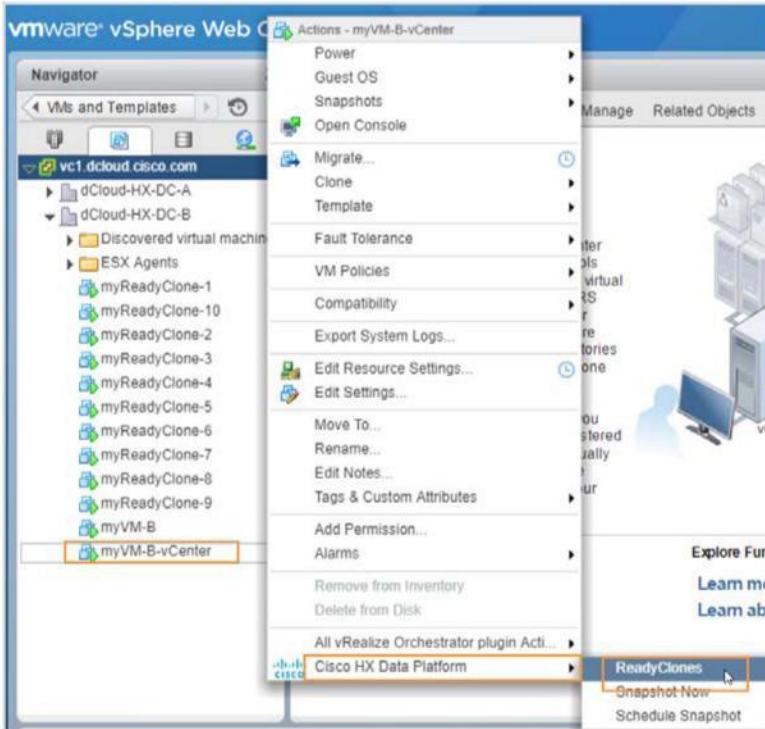 vmware® vSphere Web
Actions - myVM-B-vCenter
Navigator
VMs and Templates
vc1.dcloud.cisco.com
dCloud-HX-DC-A
dCloud-HX-DC-B
Discovered virtual machin
ESX Agents
myReadyClone-1
myReadyClone-10
myReadyClone-2
myReadyClone-3
myReadyClone-4
myReadyClone-5
myReadyClone-6
myReadyClone-7
myReadyClone-8
myReadyClone-9
myVM-B
myVM-B-vCenter
Power
Guest OS
Snapshots
Open Console
Migrate...
Clone
Template
Fault Tolerance
VM Policies
Compatibility
Export System Logs...
Edit Resource Settings...
Edit Settings...
Move To...
Rename...
Edit Notes...
Tags & Custom Attributes
Add Permission...
Alarms
Remove from Inventory
Delete from Disk
All vRealize Orchestrator plugin Acti...
cisco
Cisco HX Data Platform
ReadyClones
Snapshot Now
Schedule Snapshot
Manage Related Objects
virtual
one
you
Explore Fur
Learn
Learn